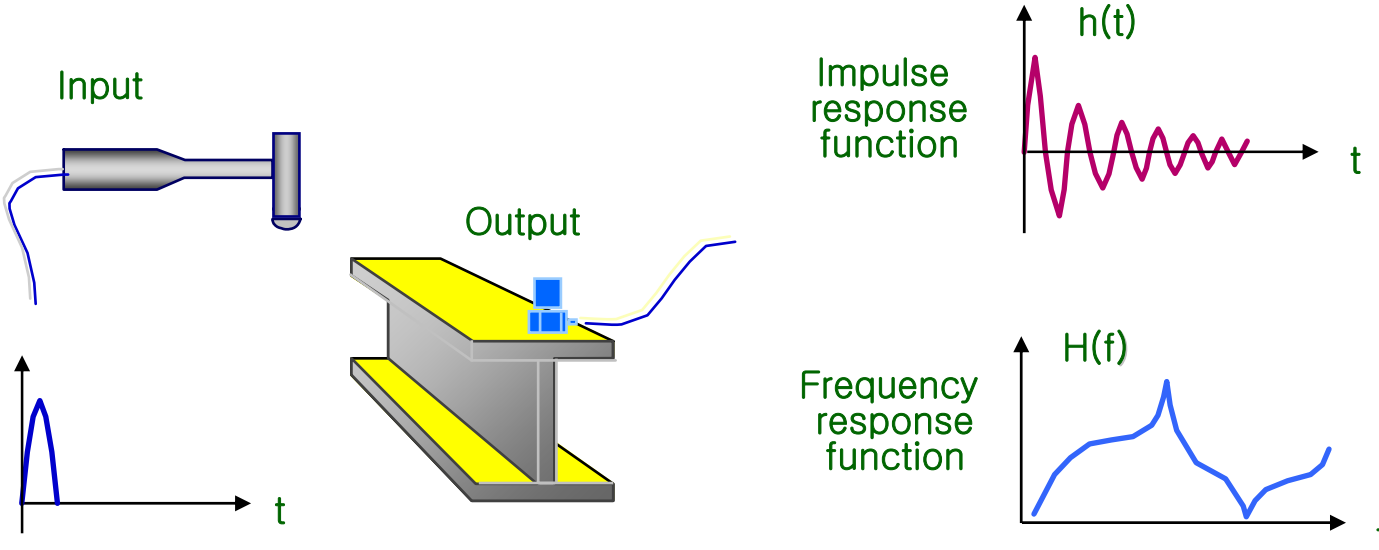 Input
t
Output
Impulse
response
function
h(t)
t
Frequency
response
function
H(f)